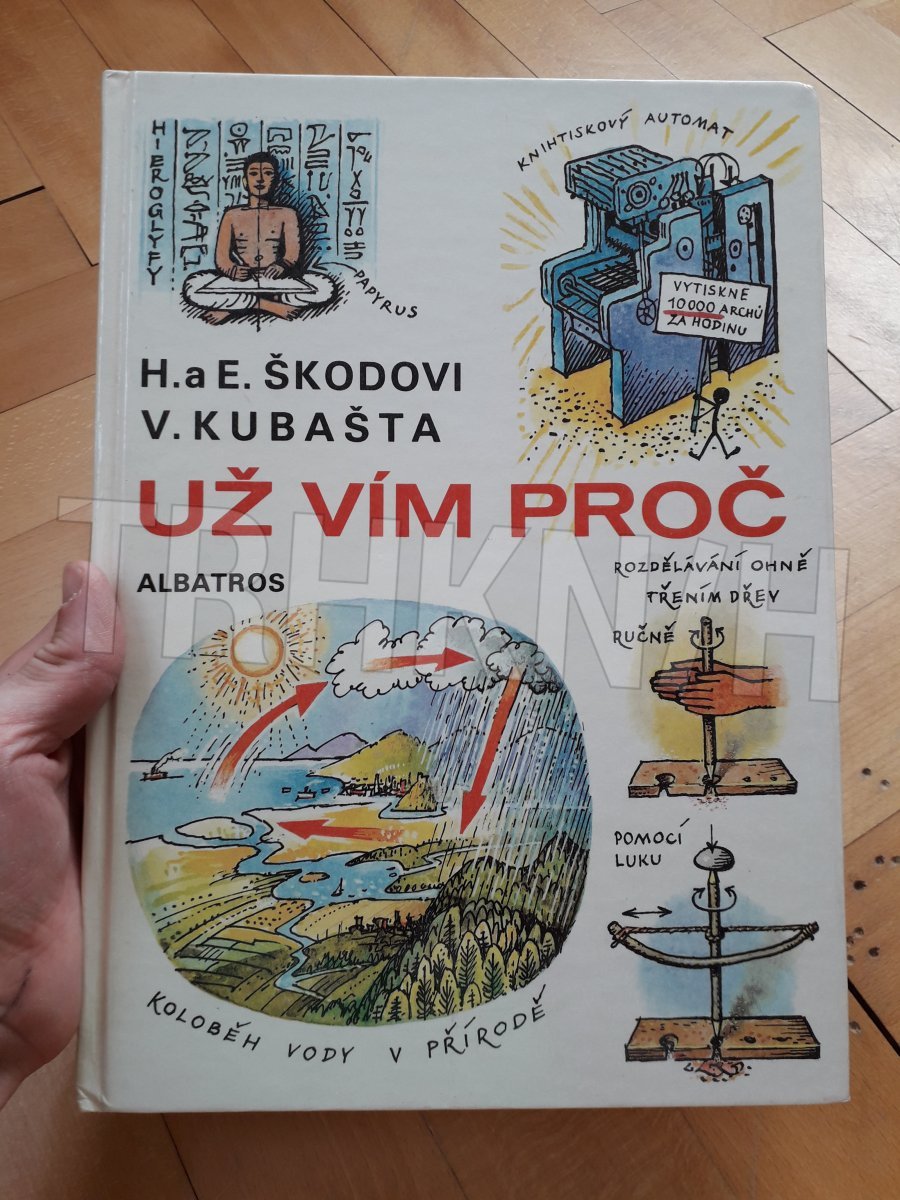 HIEROGLYFY
PAPYRUS
KNIHTISKOVÝ AUTOMAT
VYTISKNE
10 000 ARCHŮ
ZA HODINU
H. a E. ŠKODOVI
V. KUBAŠTA
UŽ VÍM PROČ
ALBATROS
ROZDĚLÁVÁNÍ OHNĚ
TŘENÍM DŘEV
RUČNĚ
POMOCÍ
LUKU
KOLOBĚH VODY V PŘÍRODĚ